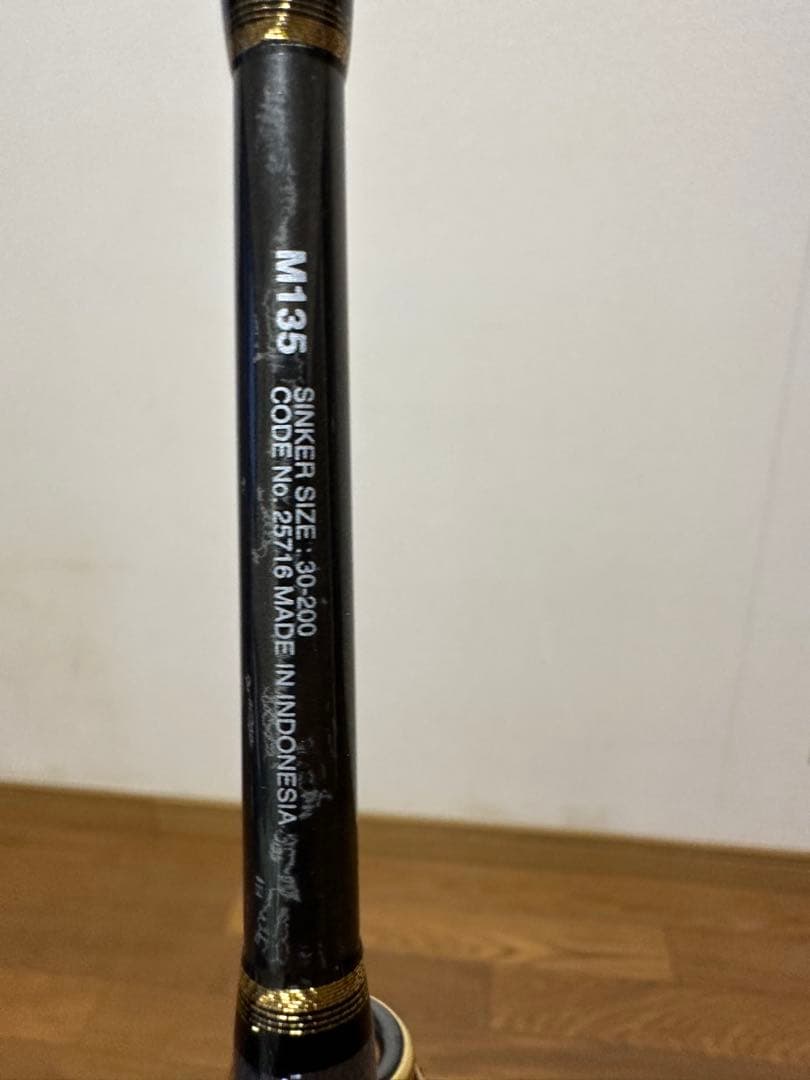 M135
SINKER SIZE : 30-200
CODE No. 25716 MADE IN INDONESIA